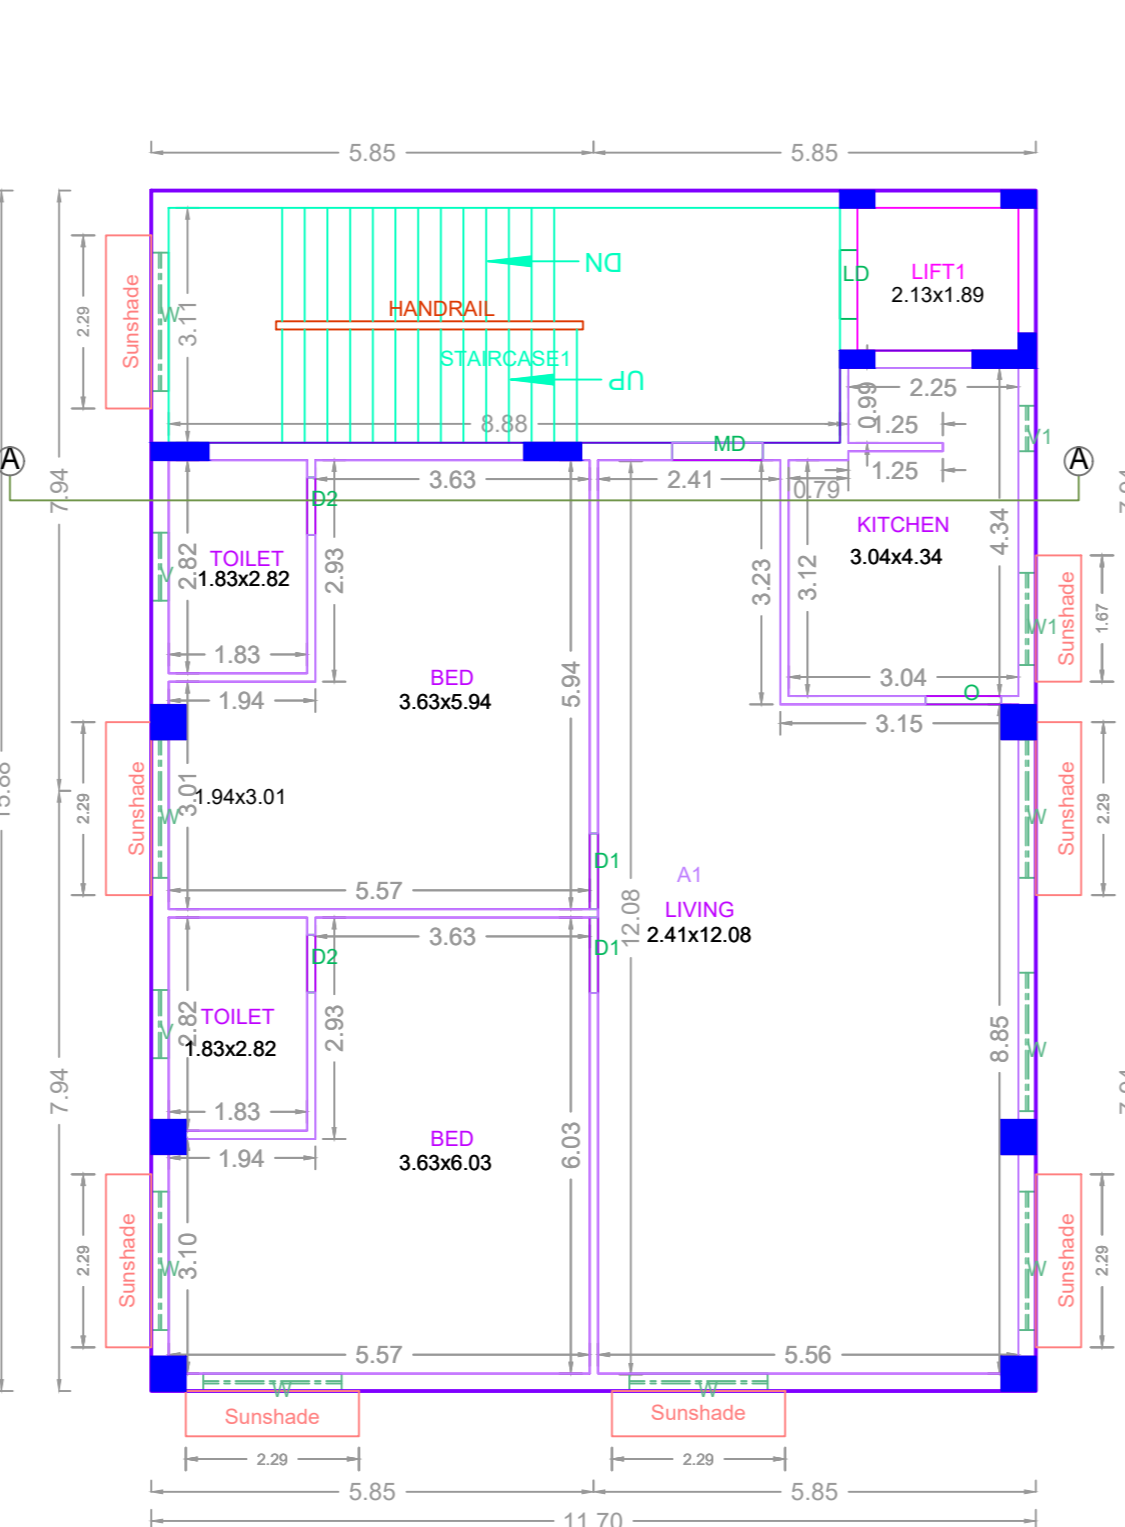 5.85
5.85
Sunshade
2.29
W
3.11
HANDRAIL
STAIRCASE1
DN
UP
8.88
LD
LIFT1
2.13x1.89
0.99
2.25
1.25
1.25
V1
A
A
7.94
MD
3.63
2.41
0.79
D2
KITCHEN
3.04x4.34
4.34
TOILET
1.83x2.82
2.82
V
2.93
3.23
3.12
Sunshade
1.67
W1
1.83
1.94
BED
3.63x5.94
5.94
3.04
O
3.15
15.88
Sunshade
2.29
W
3.01
1.94x3.01
Sunshade
2.29
W
5.57
D1
A1
LIVING
2.41x12.08
12.08
3.63
D1
D2
TOILET
1.83x2.82
2.82
V
2.93
W
8.85
7.94
1.83
1.94
BED
3.63x6.03
6.03
Sunshade
2.29
W
3.10
Sunshade
2.29
W
5.57
5.56
W
W
Sunshade
Sunshade
2.29
2.29
5.85
5.85
11.70